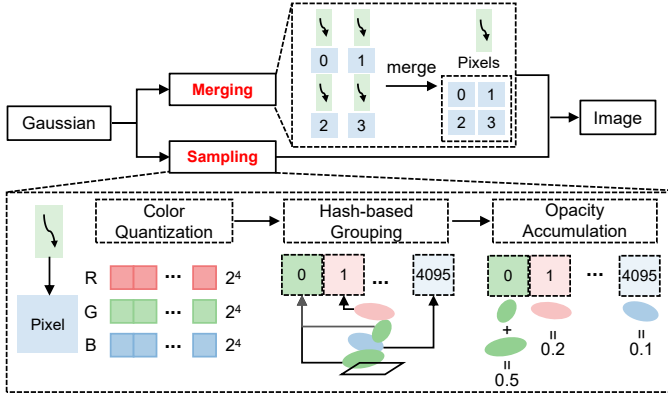 0 1
2 3
merge
Pixels
0 1
2 3
Gaussian
Merging
Sampling
Image
Color
Quantization
Hash-based
Grouping
Opacity
Accumulation
Pixel
R ... 2⁴
G ... 2⁴
B ... 2⁴
0 1 ... 4095
0 1 ... 4095
+
= 0.5
= 0.2
= 0.1